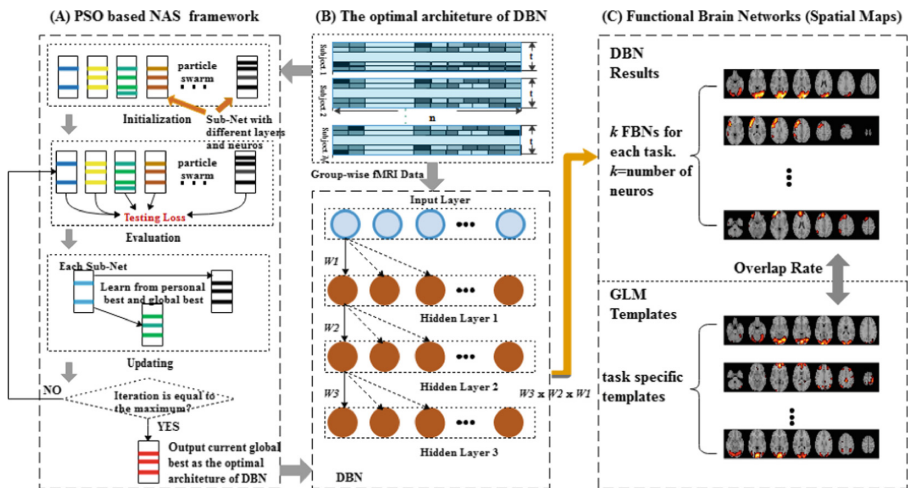 (A) PSO based NAS framework
particle
swarm
Initialization
Sub-Net with
different layers
and neuros
particle
swarm
Testing Loss
Evaluation
Each Sub-Net
Learn from personal
best and global best
Updating
NO
Iteration is equal to
the maximum?
YES
Output current global
best as the optimal
architeture of DBN
(B) The optimal architeture of DBN
Subject 1
t
Subject 2
t
n
Subject
t
Group-wise fMRI Data
Input Layer
W1
Hidden Layer 1
W2
Hidden Layer 2
W3
W3 x W2 x W1
Hidden Layer 3
DBN
(C) Functional Brain Networks (Spatial Maps)
DBN
Results
k FBNs for
each task.
k=number of
neuros
Overlap Rate
GLM
Templates
task specific
templates